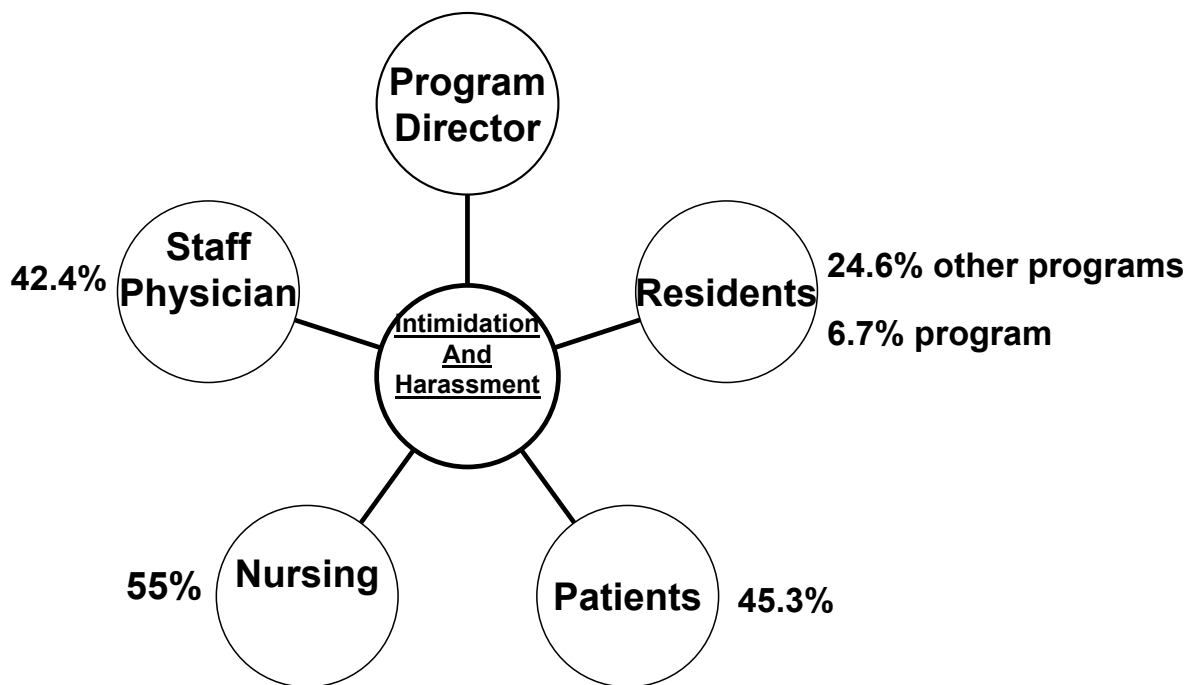 Program
Director
Staff
Physician
42.4%
Residents
24.6% other programs
6.7% program
Intimidation
And
Harassment
Nursing
55%
Patients
45.3%